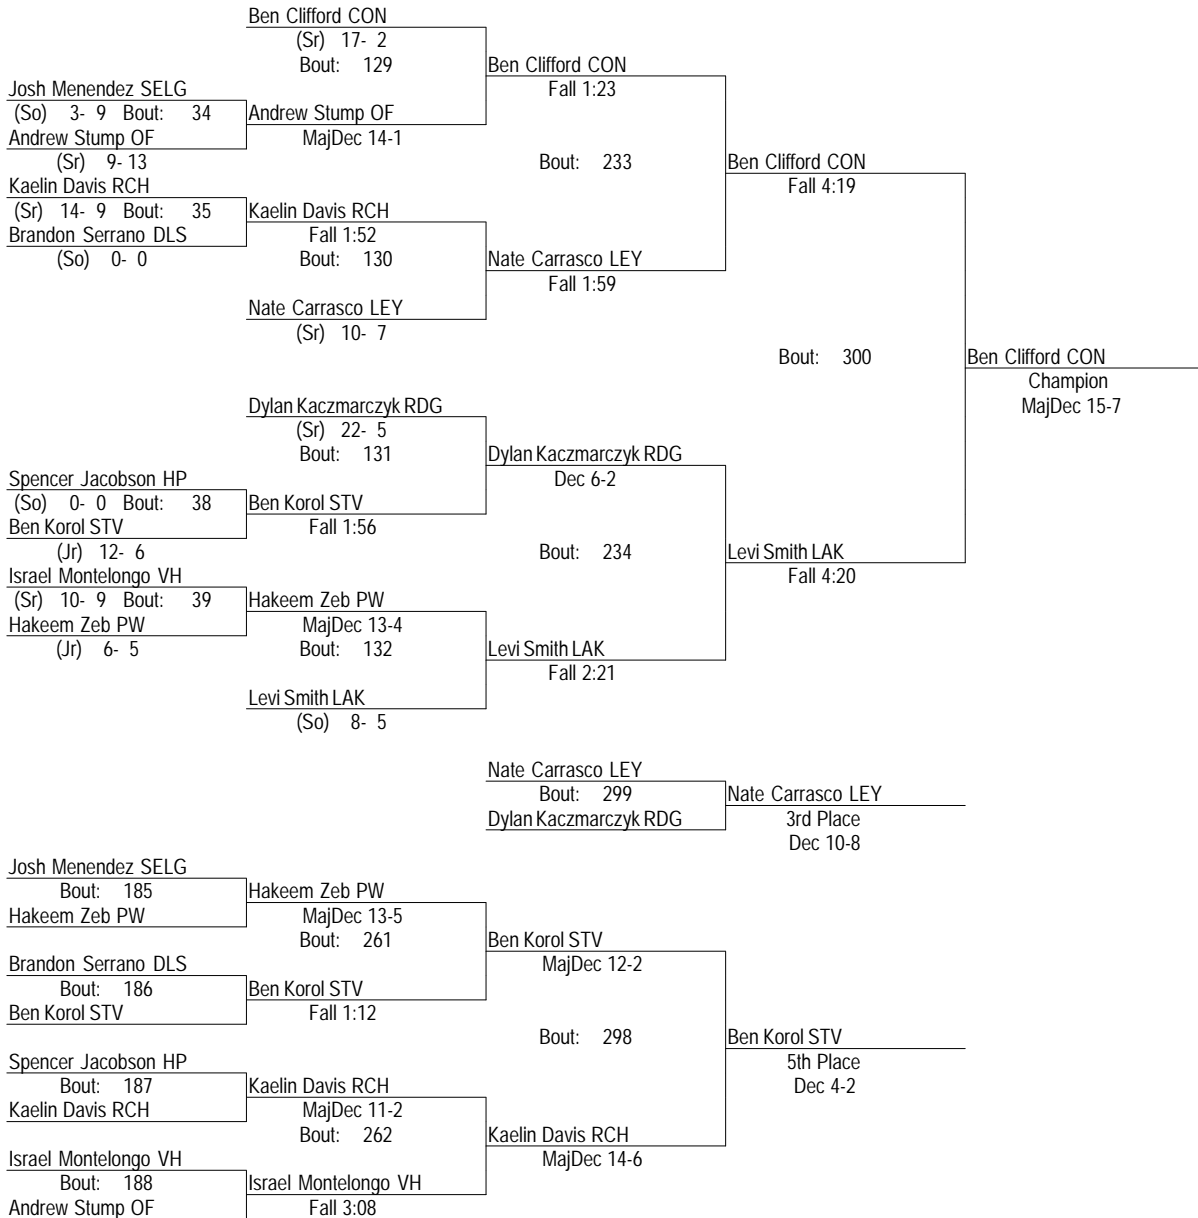 Ben Clifford CON
(Sr) 17- 2
Bout: 129
Ben Clifford CON
Fall 1:23
Josh Menendez SELG
(So) 3- 9 Bout: 34
Andrew Stump OF
Andrew Stump OF
MajDec 14-1
(Sr) 9- 13
Bout: 233
Ben Clifford CON
Fall 4:19
Kaelin Davis RCH
(Sr) 14- 9 Bout: 35
Kaelin Davis RCH
Brandon Serrano DLS
Fall 1:52
(So) 0- 0
Bout: 130
Nate Carrasco LEY
Fall 1:59
Nate Carrasco LEY
(Sr) 10- 7
Bout: 300
Ben Clifford CON
Champion
MajDec 15-7
Dylan Kaczmarczyk RDG
(Sr) 22- 5
Bout: 131
Dylan Kaczmarczyk RDG
Dec 6-2
Spencer Jacobson HP
(So) 0- 0 Bout: 38
Ben Korol STV
Ben Korol STV
Fall 1:56
(Jr) 12- 6
Bout: 234
Levi Smith LAK
Fall 4:20
Israel Montelongo VH
(Sr) 10- 9 Bout: 39
Hakeem Zeb PW
Hakeem Zeb PW
MajDec 13-4
(Jr) 6- 5
Bout: 132
Levi Smith LAK
Fall 2:21
Levi Smith LAK
(So) 8- 5
Nate Carrasco LEY
Bout: 299
Nate Carrasco LEY
Dylan Kaczmarczyk RDG
3rd Place
Dec 10-8
Josh Menendez SELG
Bout: 185
Hakeem Zeb PW
Hakeem Zeb PW
MajDec 13-5
Bout: 261
Ben Korol STV
MajDec 12-2
Brandon Serrano DLS
Bout: 186
Ben Korol STV
Ben Korol STV
Fall 1:12
Bout: 298
Ben Korol STV
5th Place
Dec 4-2
Spencer Jacobson HP
Bout: 187
Kaelin Davis RCH
Kaelin Davis RCH
MajDec 11-2
Bout: 262
Kaelin Davis RCH
MajDec 14-6
Israel Montelongo VH
Bout: 188
Israel Montelongo VH
Andrew Stump OF
Fall 3:08